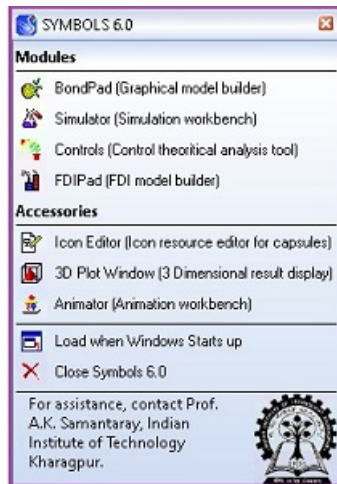 SYMBOLS 6.0
Modules
BondPad (Graphical model builder)
Simulator (Simulation workbench)
Controls (Control theoritical analysis tool)
FDIPad (FDI model builder)
Accessories
Icon Editor (Icon resource editor for capsules)
3D Plot Window (3 Dimensional result display)
Animator (Animation workbench)
Load when Windows Starts up
Close Symbols 6.0
For assistance, contact Prof.
A.K. Samantaray, Indian
Institute of Technology
Kharagpur.